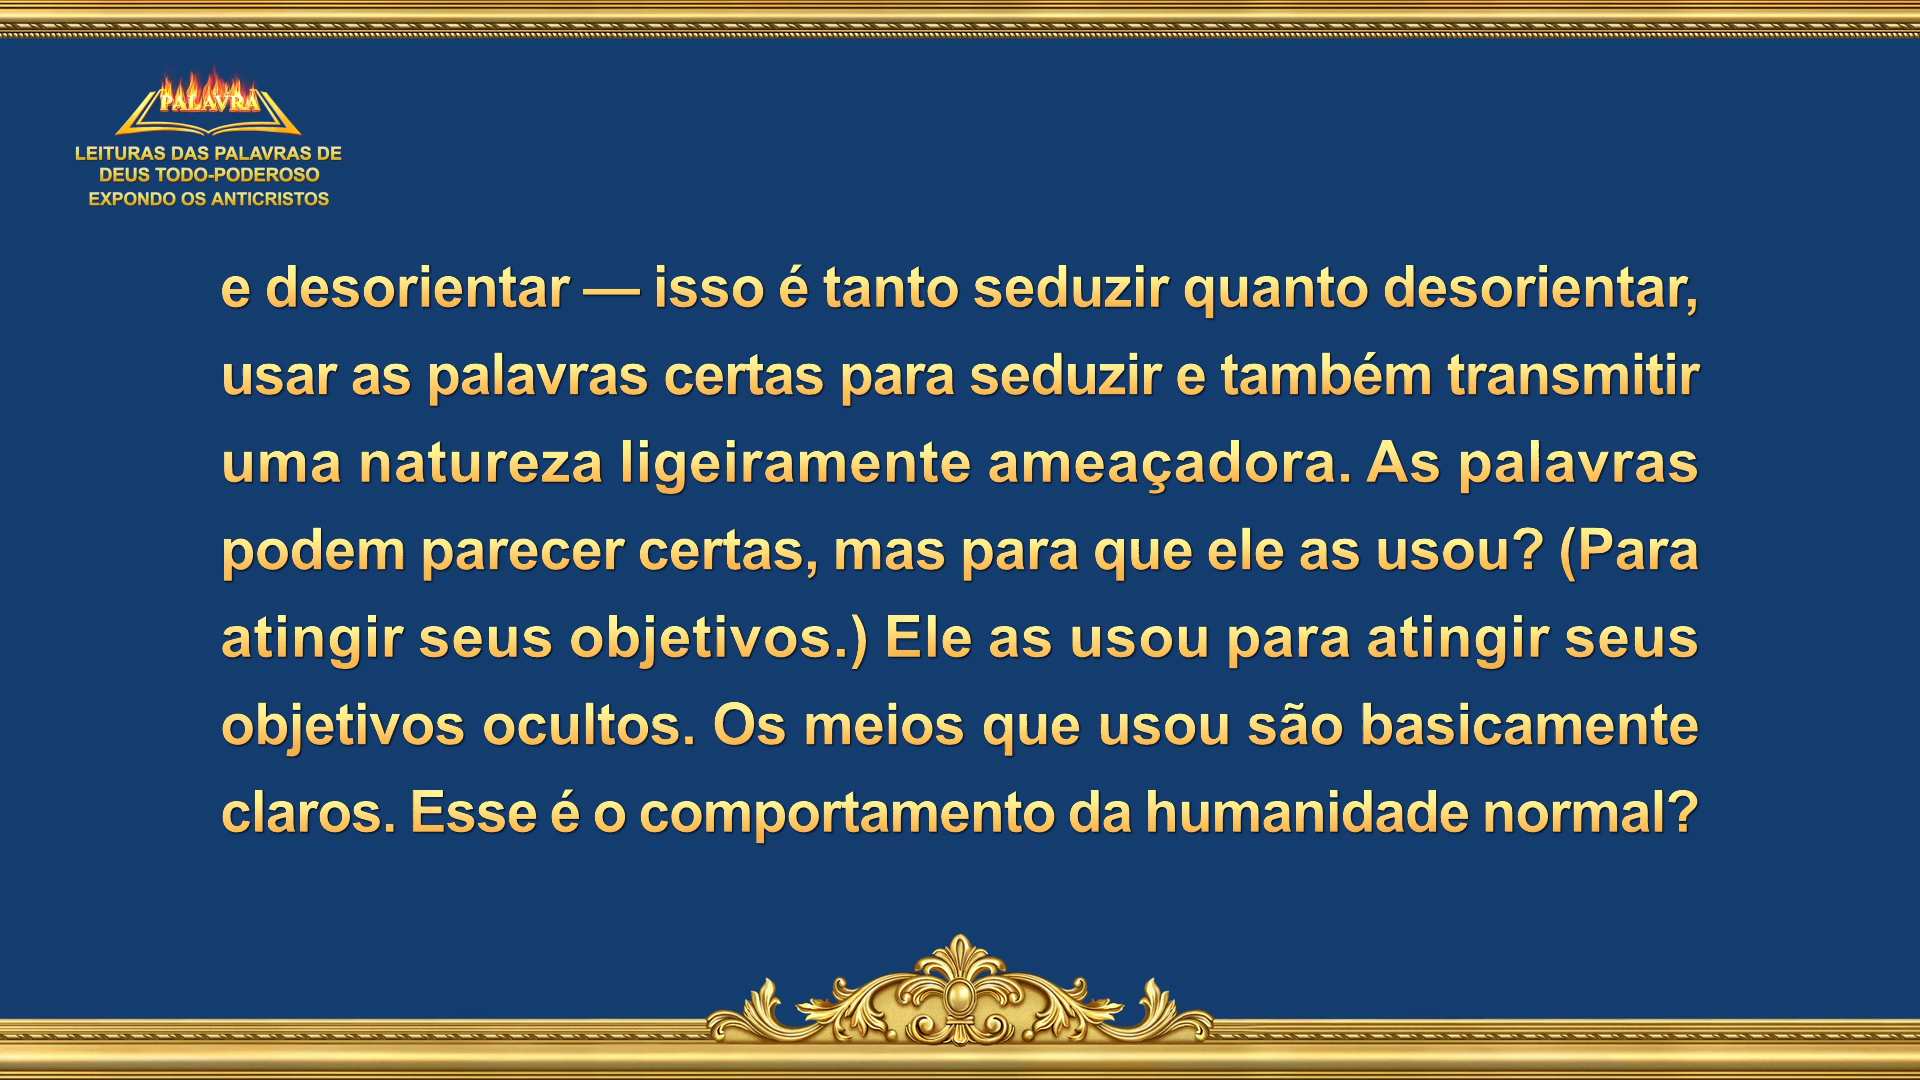 PALAVRA
LEITURAS DAS PALAVRAS DE
DEUS TODO-PODEROSO
EXPONDO OS ANTICRISTOS
e desorientar — isso é tanto seduzir quanto desorientar,
usar as palavras certas para seduzir e também transmitir
uma natureza ligeiramente ameaçadora. As palavras
podem parecer certas, mas para que ele as usou? (Para
atingir seus objetivos.) Ele as usou para atingir seus
objetivos ocultos. Os meios que usou são basicamente
claros. Esse é o comportamento da humanidade normal?